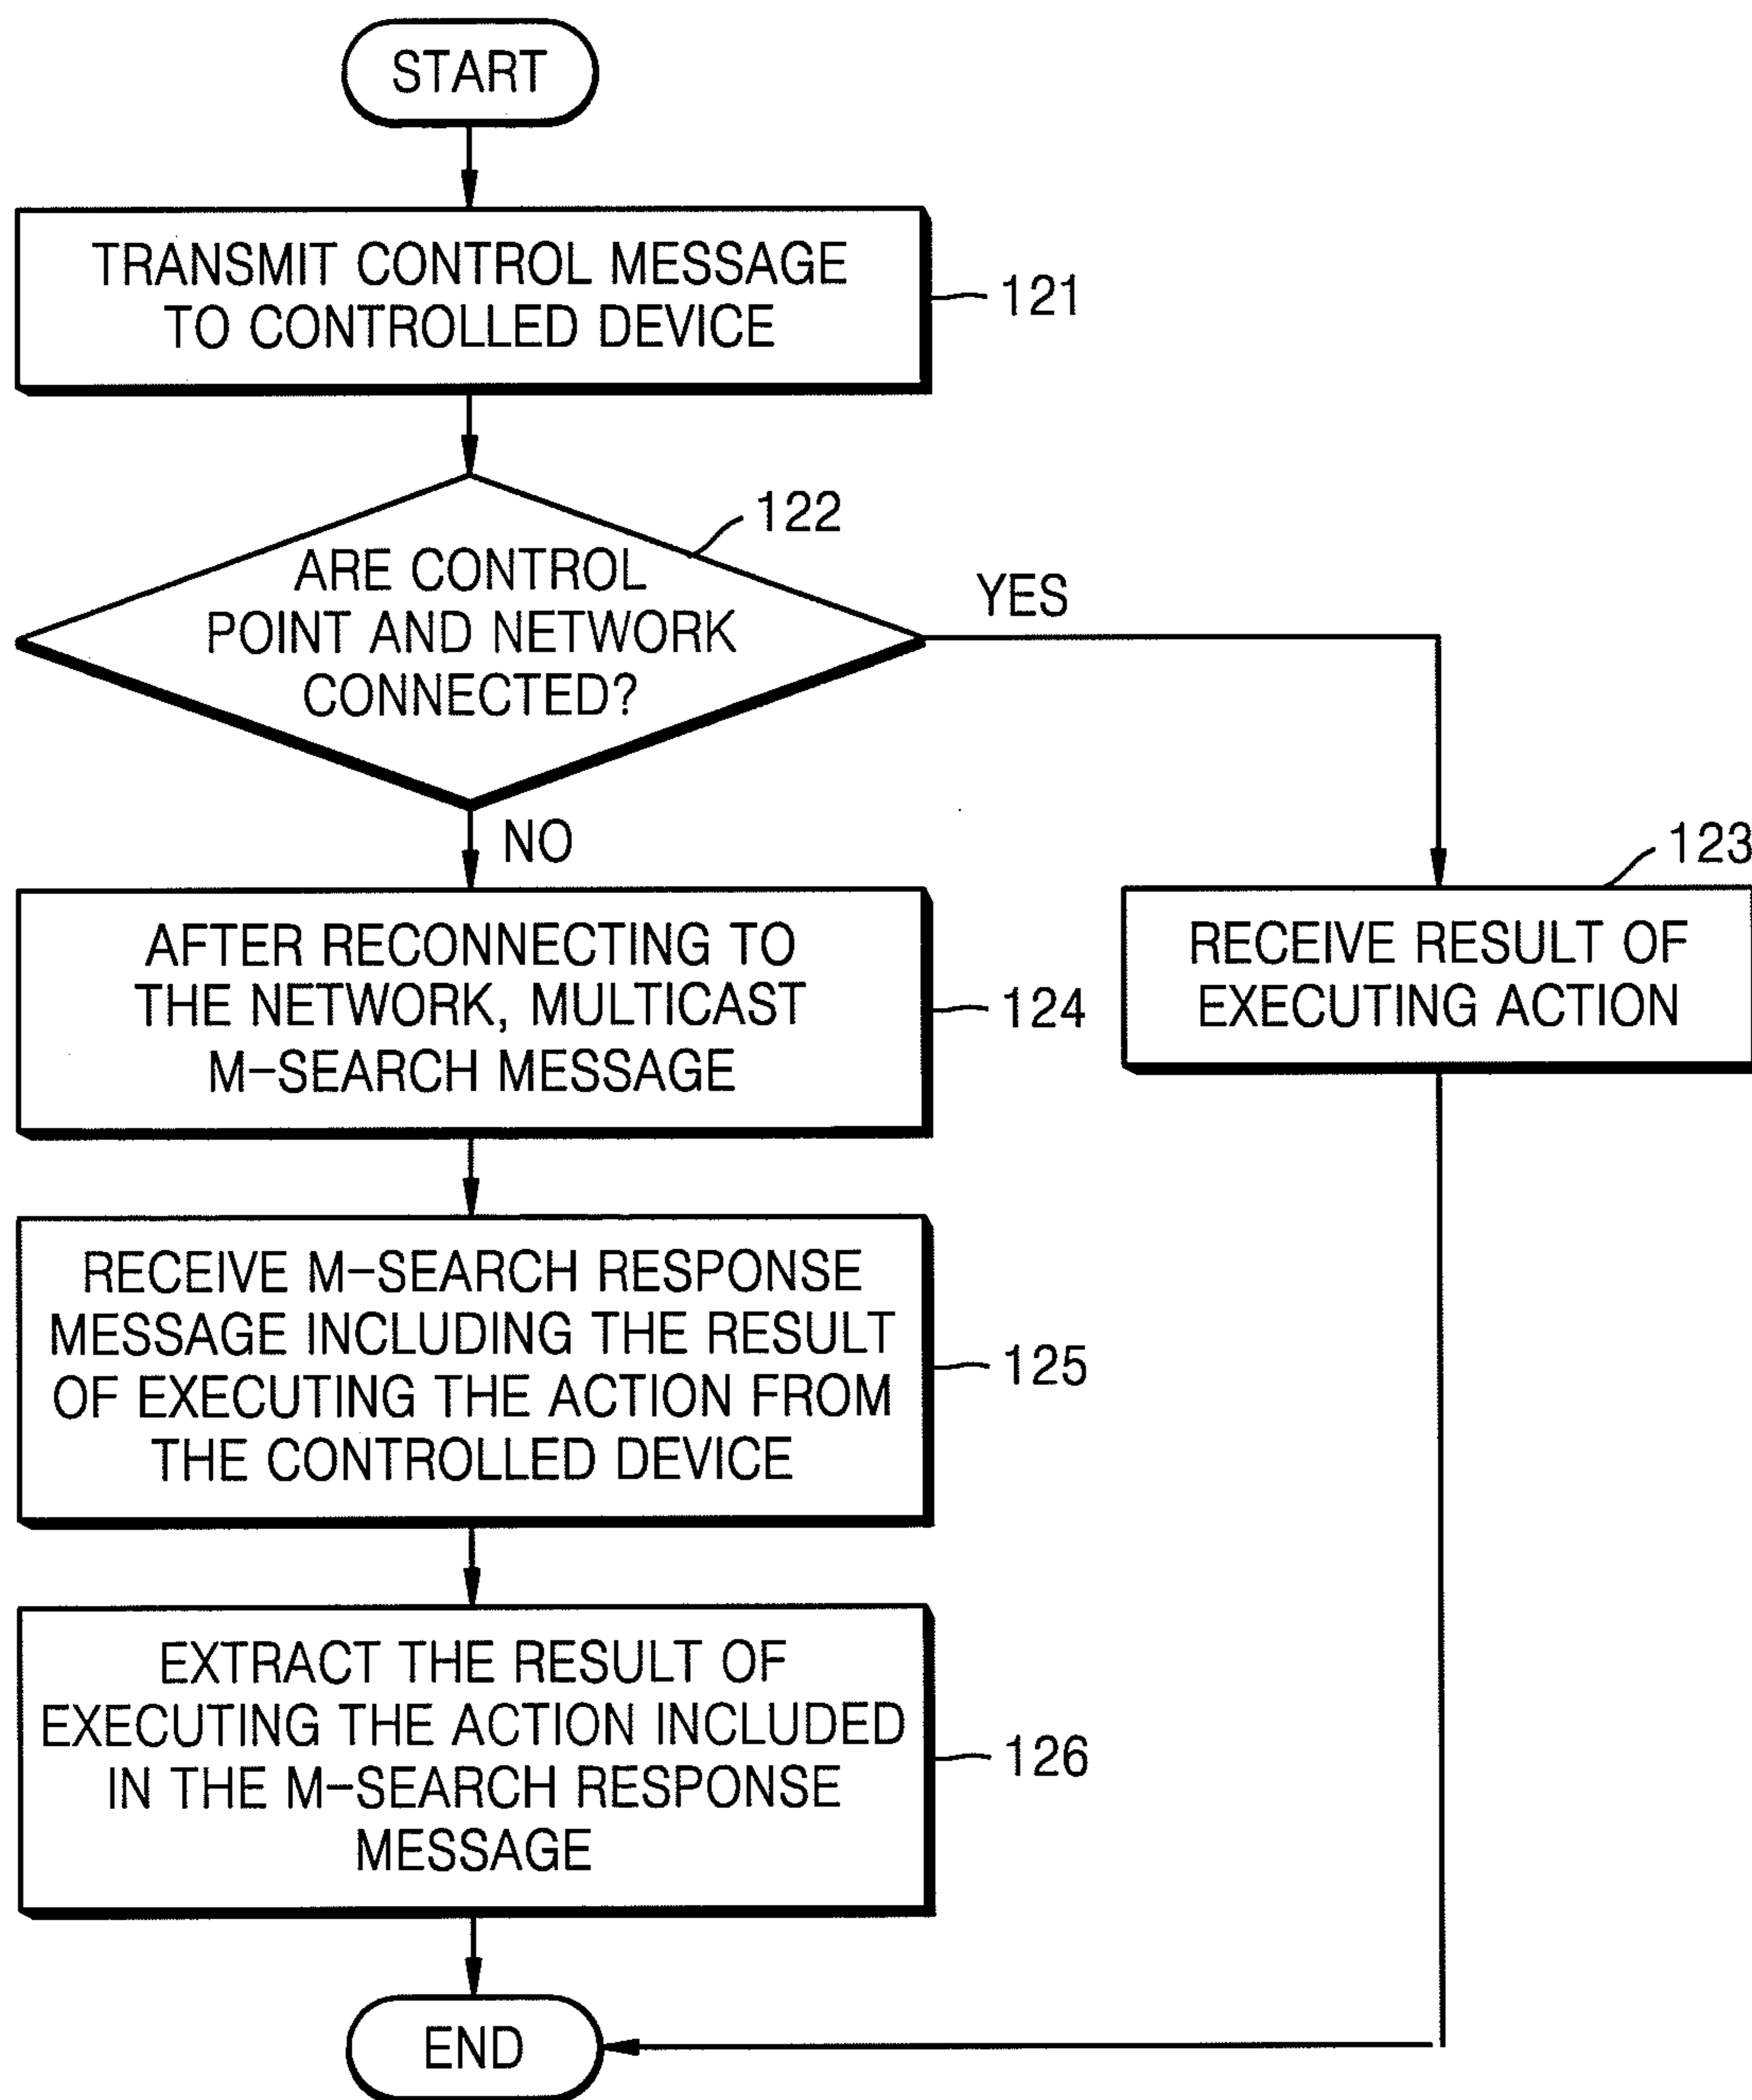 START
TRANSMIT CONTROL MESSAGE
TO CONTROLLED DEVICE
121
122
ARE CONTROL
POINT AND NETWORK
CONNECTED?
YES
NO
123
RECEIVE RESULT OF
EXECUTING ACTION
AFTER RECONNECTING TO
THE NETWORK, MULTICAST
M-SEARCH MESSAGE
124
RECEIVE M-SEARCH RESPONSE
MESSAGE INCLUDING THE RESULT
OF EXECUTING THE ACTION FROM
THE CONTROLLED DEVICE
125
EXTRACT THE RESULT OF
EXECUTING THE ACTION INCLUDED
IN THE M-SEARCH RESPONSE
MESSAGE
126
END